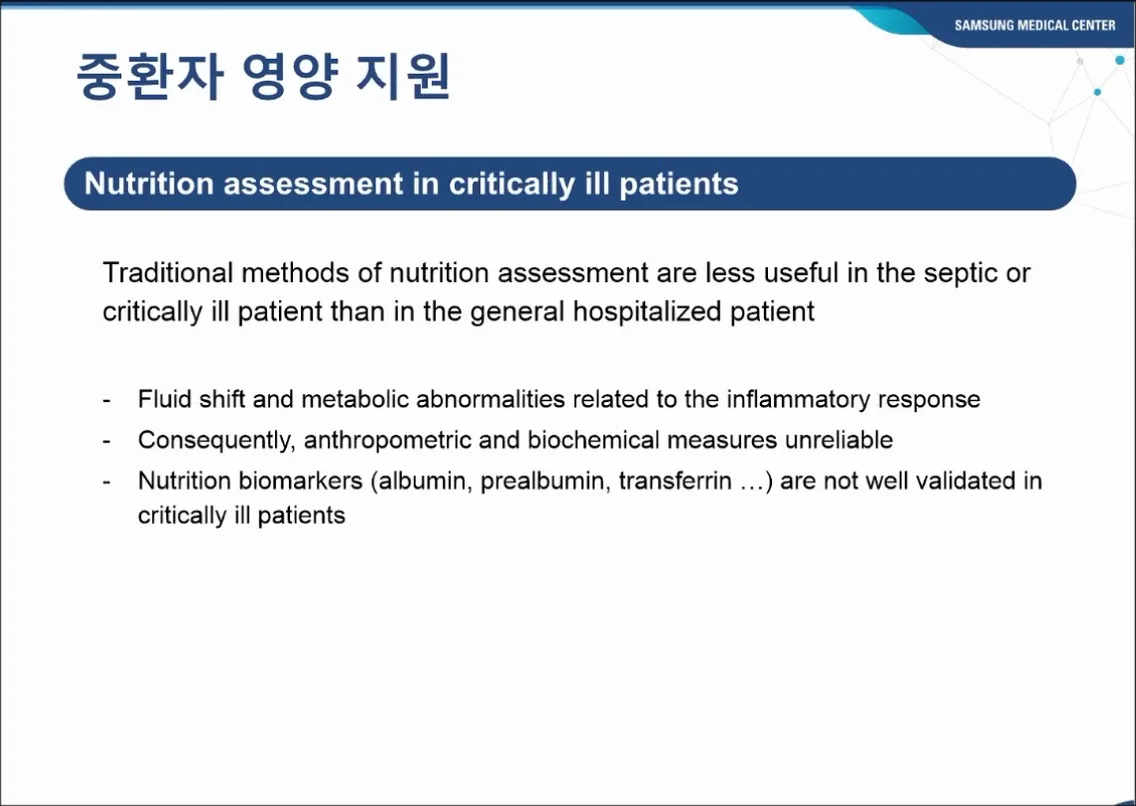 SAMSUNG MEDICAL CENTER
중환자 영양 지원
Nutrition assessment in critically ill patients
Traditional methods of nutrition assessment are less useful in the septic or
critically ill patient than in the general hospitalized patient
- Fluid shift and metabolic abnormalities related to the inflammatory response
- Consequently, anthropometric and biochemical measures unreliable
- Nutrition biomarkers (albumin, prealbumin, transferrin …) are not well validated in
critically ill patients